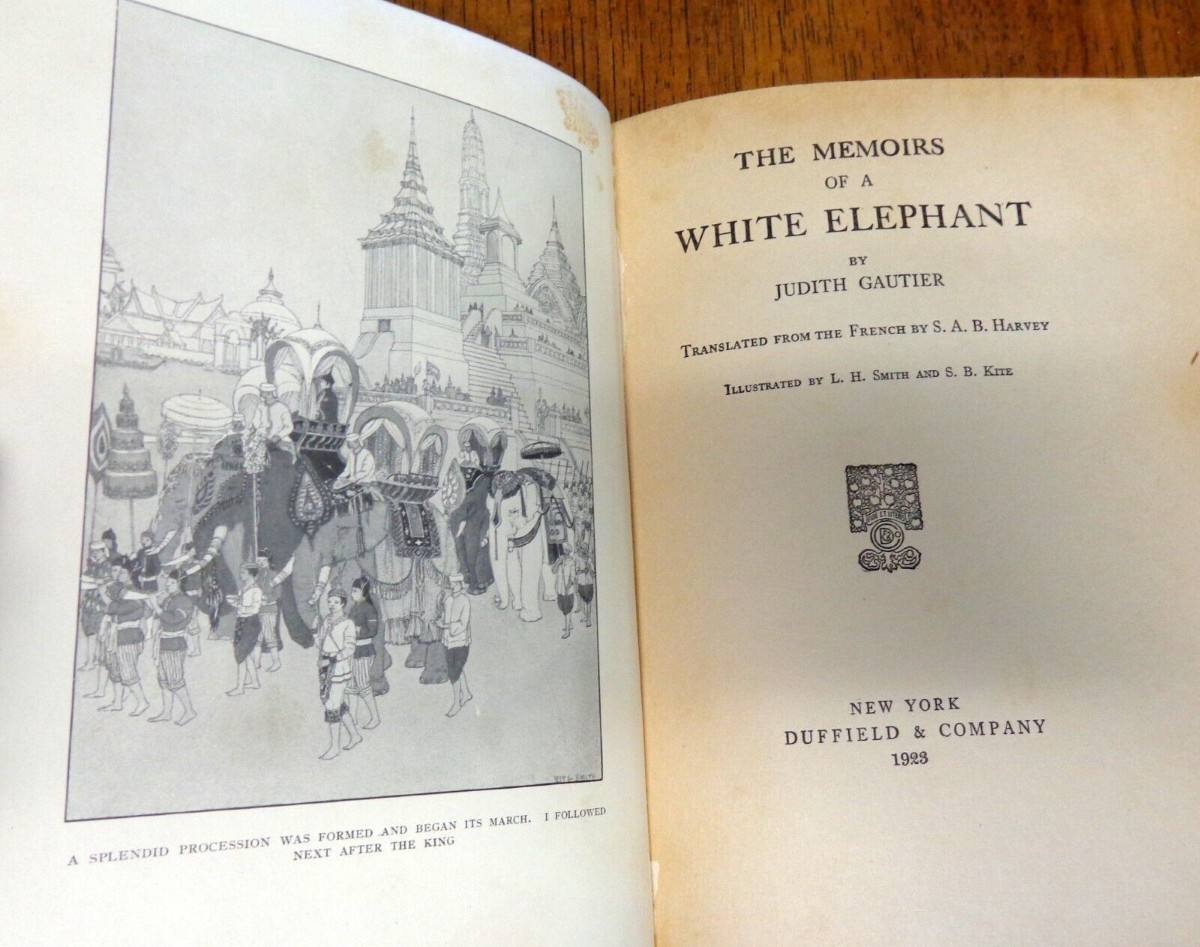 A SPLENDID PROCESSION WAS FORMED AND BEGAN ITS MARCH. I FOLLOWED
NEXT AFTER THE KING
THE MEMOIRS
OF A
WHITE ELEPHANT
BY
JUDITH GAUTIER
TRANSLATED FROM THE FRENCH BY S. A. B. HARVEY
ILLUSTRATED BY L. H. SMITH AND S. B. KITE
NEW YORK
DUFFIELD & COMPANY
1923